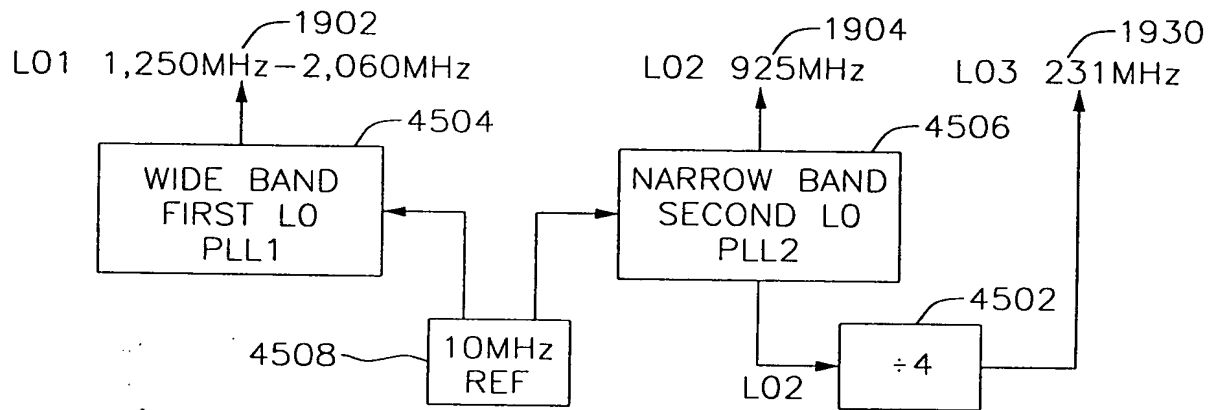 1902
LO1 1,250MHz-2,060MHz
1904
LO2 925MHz
1930
LO3 231MHz
4504
WIDE BAND
FIRST LO
PLL1
4506
NARROW BAND
SECOND LO
PLL2
4508
10MHz
REF
4502
LO2
÷4